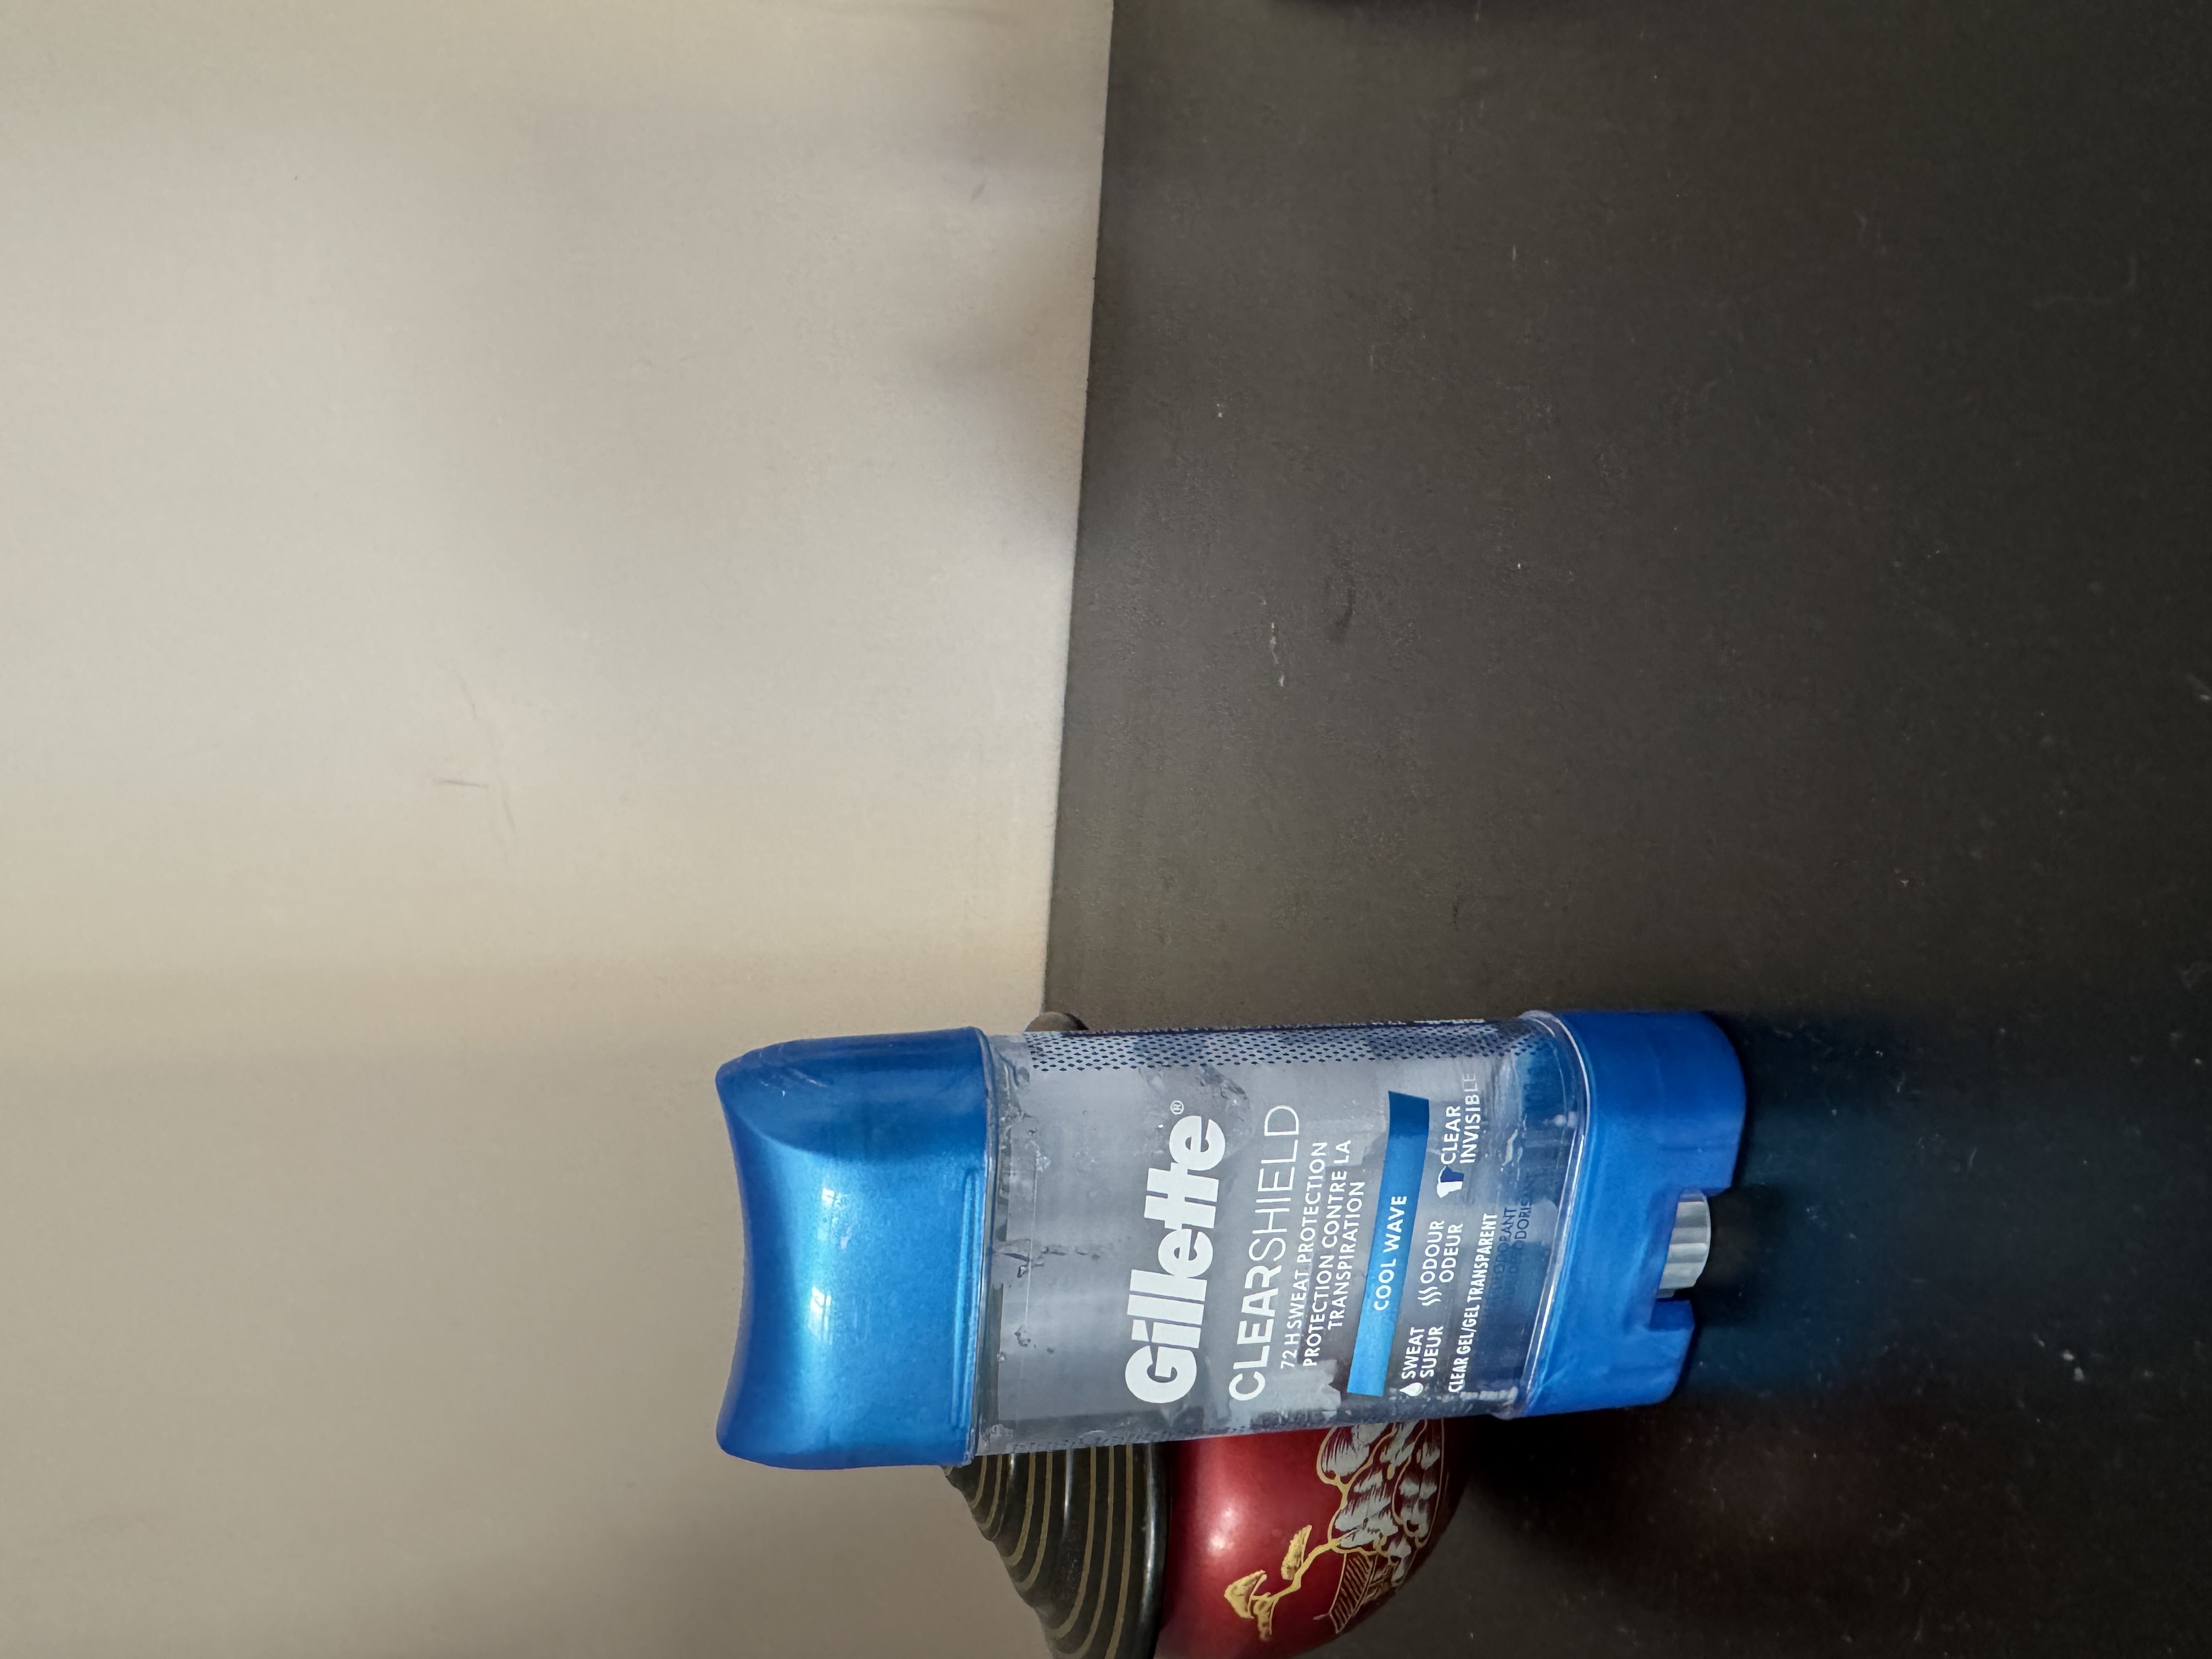 Gillette®
CLEARSHIELD
72 H SWEAT PROTECTION
PROTECTION CONTRE LA
TRANSPIRATION
COOL WAVE
SWEAT
SUEUR
ODOUR
ODEUR
CLEAR
INVISIBLE
CLEAR GEL/GEL TRANSPARENT